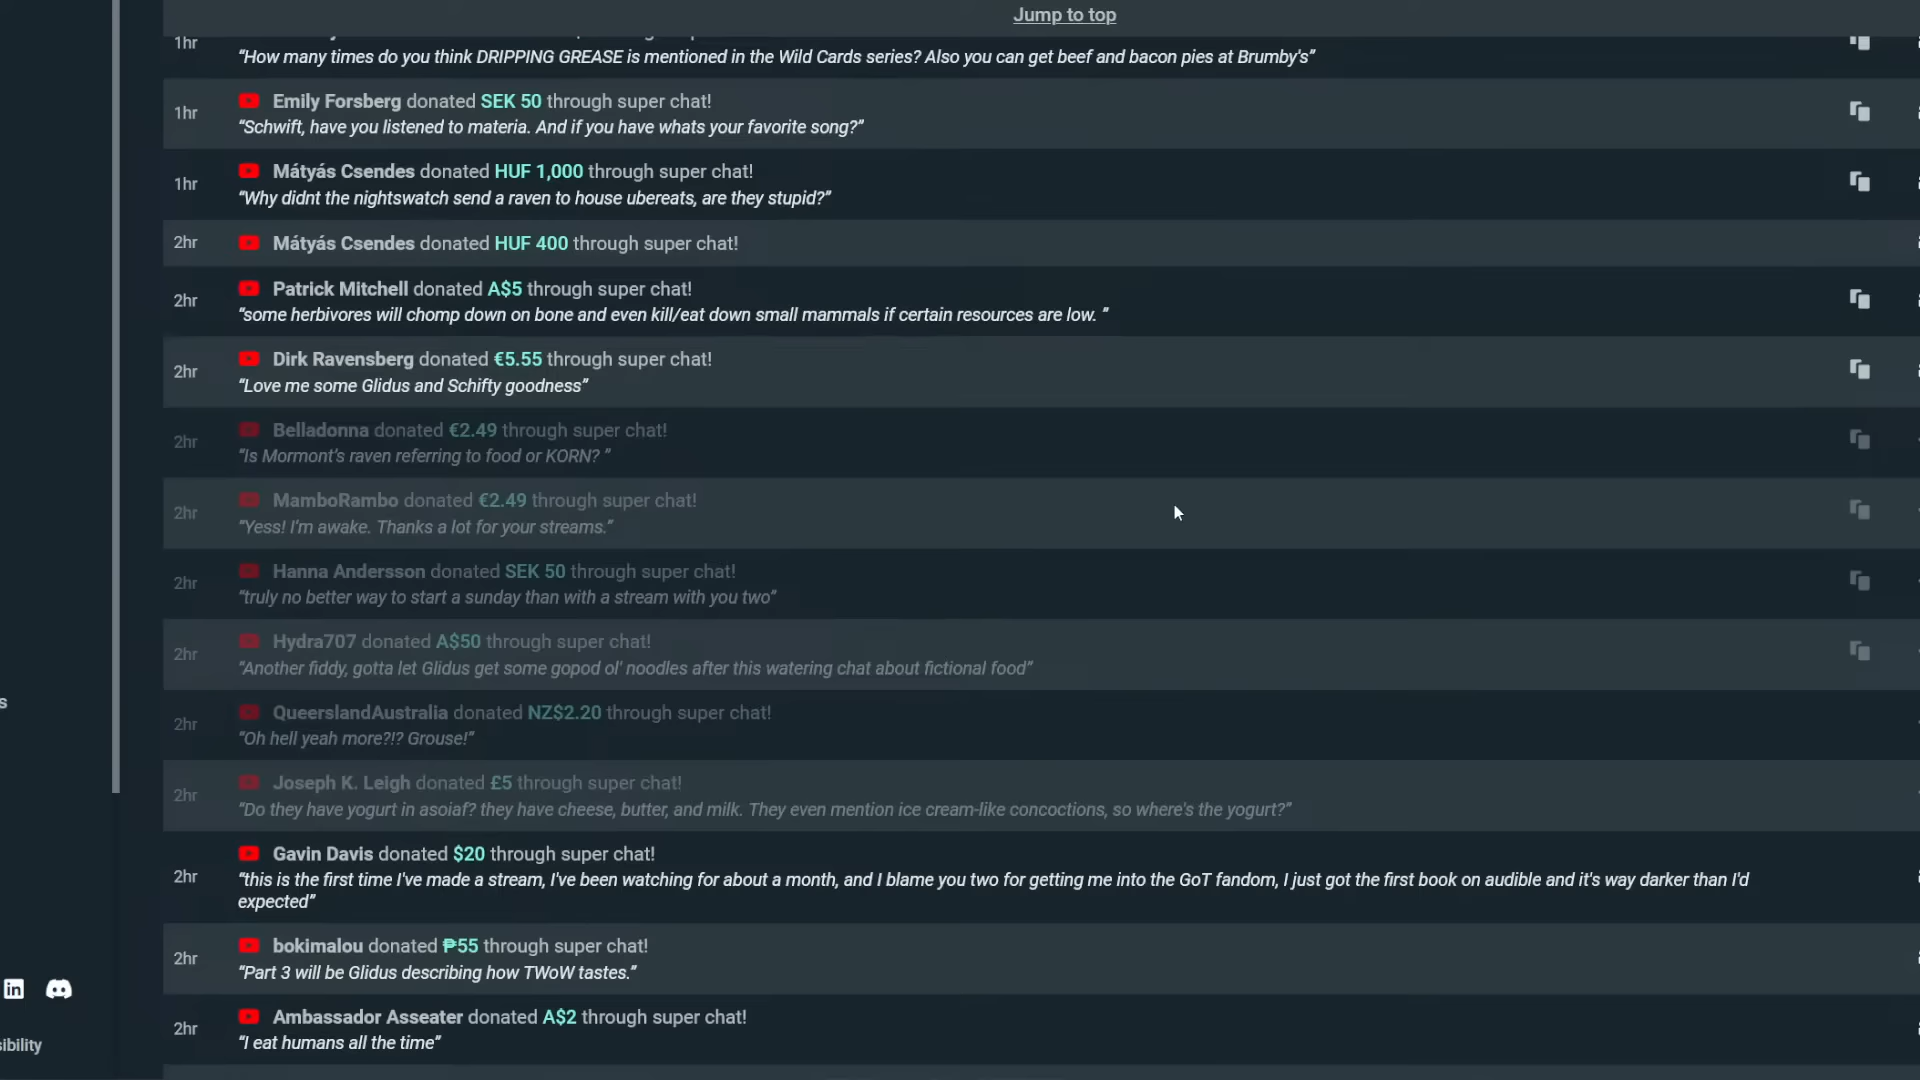 Jump to top
1hr
“How many times do you think DRIPPING GREASE is mentioned in the Wild Cards series? Also you can get beef and bacon pies at Brumby's”
Emily Forsberg donated SEK 50 through super chat!
1hr
“Schwift, have you listened to materia. And if you have whats your favorite song?”
Mátyás Csendes donated HUF 1,000 through super chat!
1hr
“Why didnt the nightswatch send a raven to house ubereats, are they stupid?”
2hr Mátyás Csendes donated HUF 400 through super chat!
Patrick Mitchell donated A$5 through super chat!
2hr
“some herbivores will chomp down on bone and even kill/eat down small mammals if certain resources are low. ”
Dirk Ravensberg donated €5.55 through super chat!
2hr
“Love me some Glidus and Schifty goodness”
Belladonna donated €2.49 through super chat!
2hr
“Is Mormont’s raven referring to food or KORN? ”
MamboRambo donated €2.49 through super chat!
2hr
“Yess! I’m awake. Thanks a lot for your streams.”
Hanna Andersson donated SEK 50 through super chat!
2hr
“truly no better way to start a sunday than with a stream with you two”
Hydra707 donated A$50 through super chat!
2hr
“Another fiddy, gotta let Glidus get some gopod ol' noodles after this watering chat about fictional food”
QueerslandAustralia donated NZ$2.20 through super chat!
2hr
“Oh hell yeah more?!? Grouse!”
s
Joseph K. Leigh donated £5 through super chat!
2hr
“Do they have yogurt in asoiaf? they have cheese, butter, and milk. They even mention ice cream-like concoctions, so where's the yogurt?”
Gavin Davis donated $20 through super chat!
2hr
“this is the first time I've made a stream, I've been watching for about a month, and I blame you two for getting me into the GoT fandom, I just got the first book on audible and it's way darker than I'd
expected”
bokimalou donated ₱55 through super chat!
2hr
“Part 3 will be Glidus describing how TWoW tastes.”
in
Ambassador Asseater donated A$2 through super chat!
2hr
“I eat humans all the time”
sibility